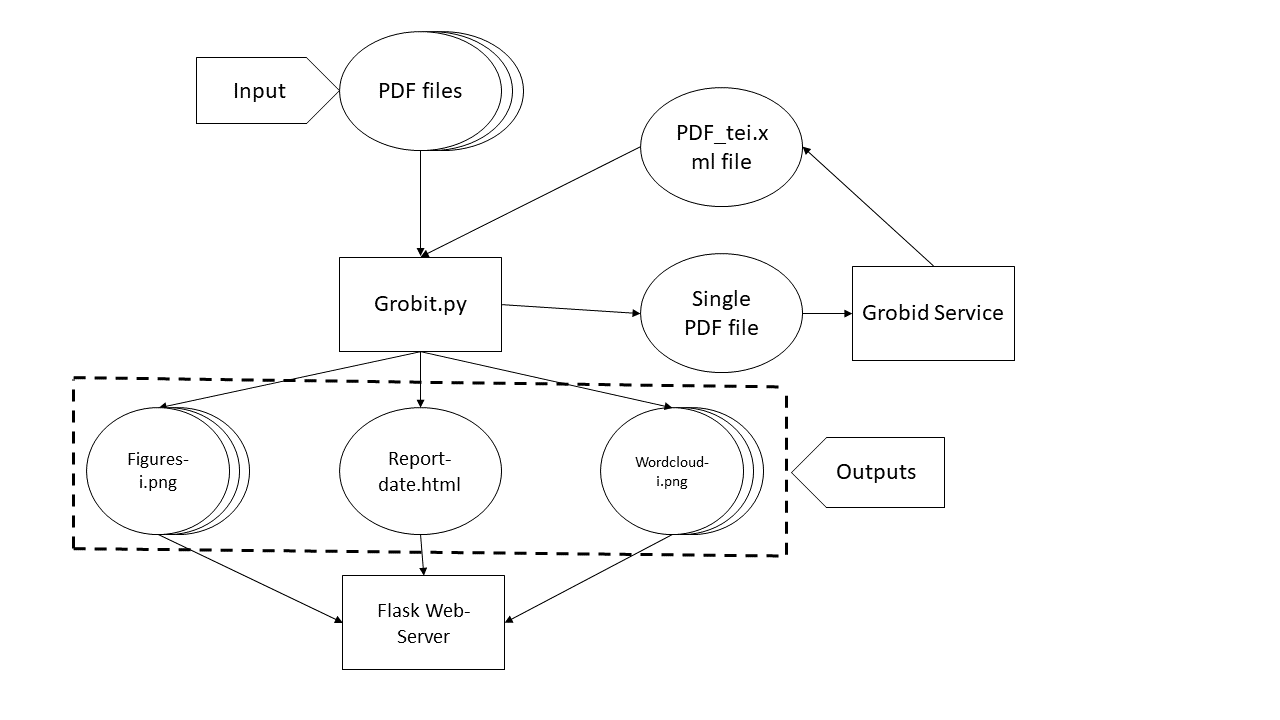 Input
PDF files
PDF_tei.x
ml file
Grobit.py
Single
PDF file
Grobid Service
Figures-
i.png
Report-
date.html
Wordcloud-
i.png
Outputs
Flask Web-
Server